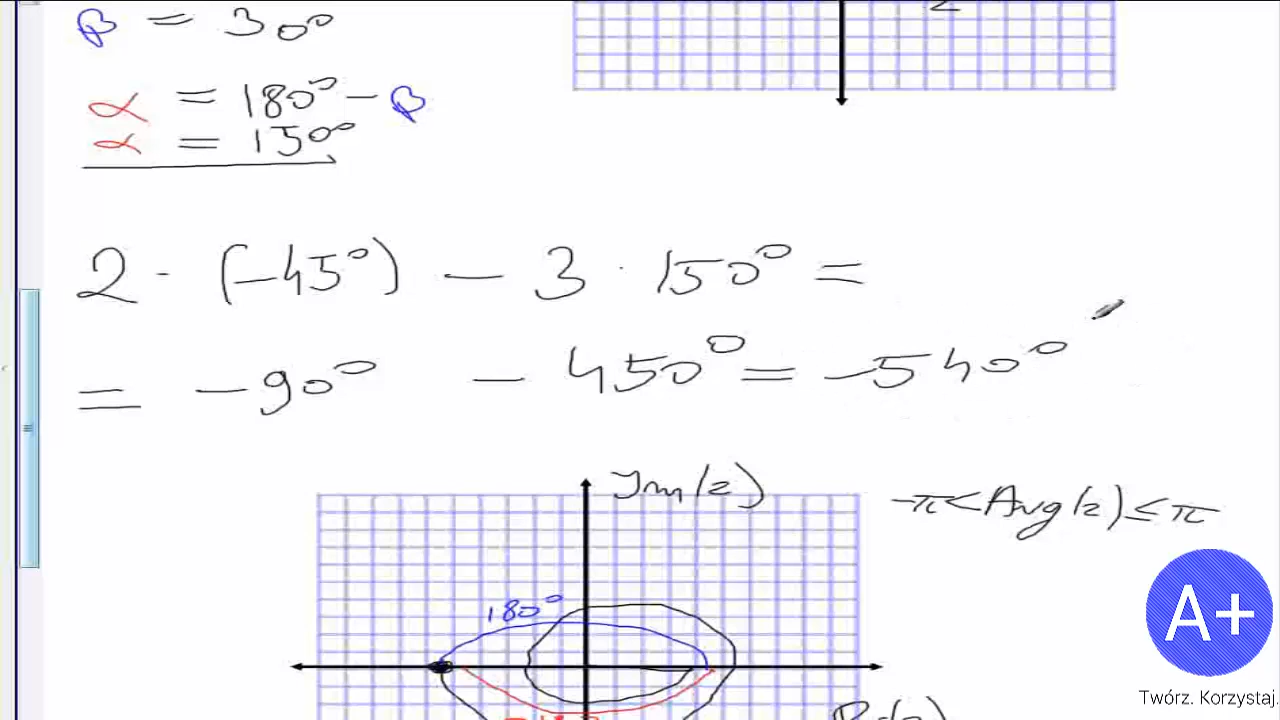 β = 30°
α = 180° - β
α = 150°
2 · (-45°) - 3 · 150° =
= -90° - 450° = -540°
Im(z)
-π < Arg(z) ≤ π
180°
A+
Twórz. Korzystaj